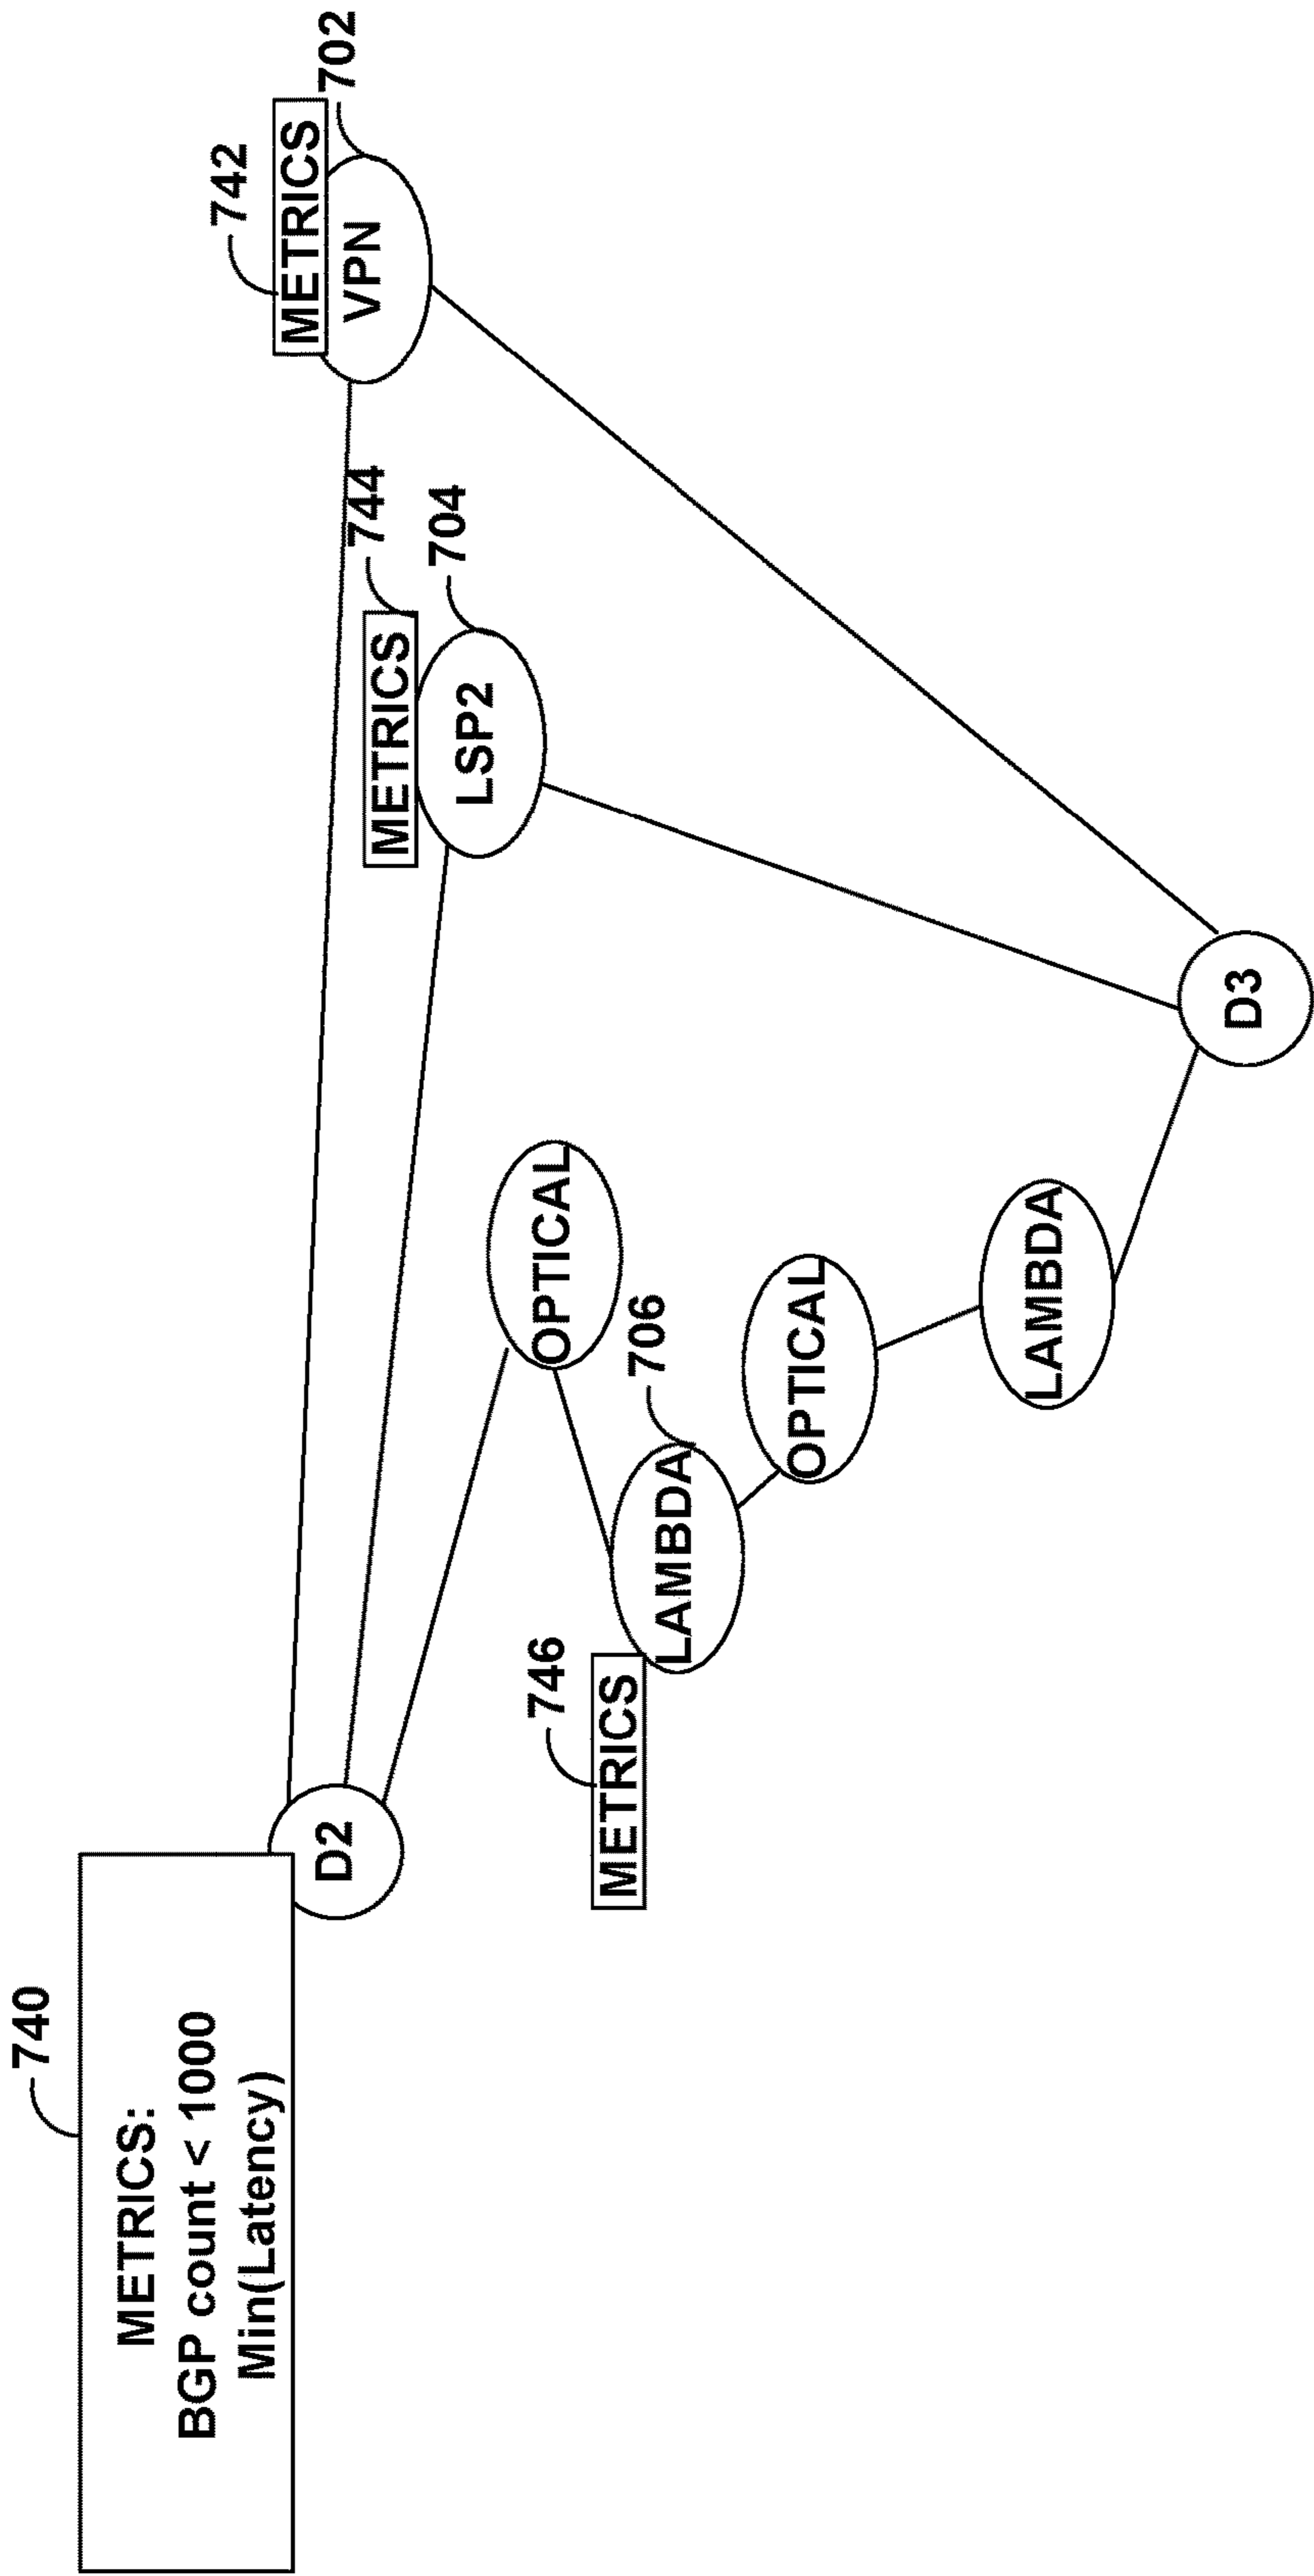 740
METRICS:
BGP count < 1000
Min(Latency)
D2
742
METRICS
702
VPN
744
METRICS
704
LSP2
OPTICAL
746
METRICS
706
LAMBDA
OPTICAL
LAMBDA
D3